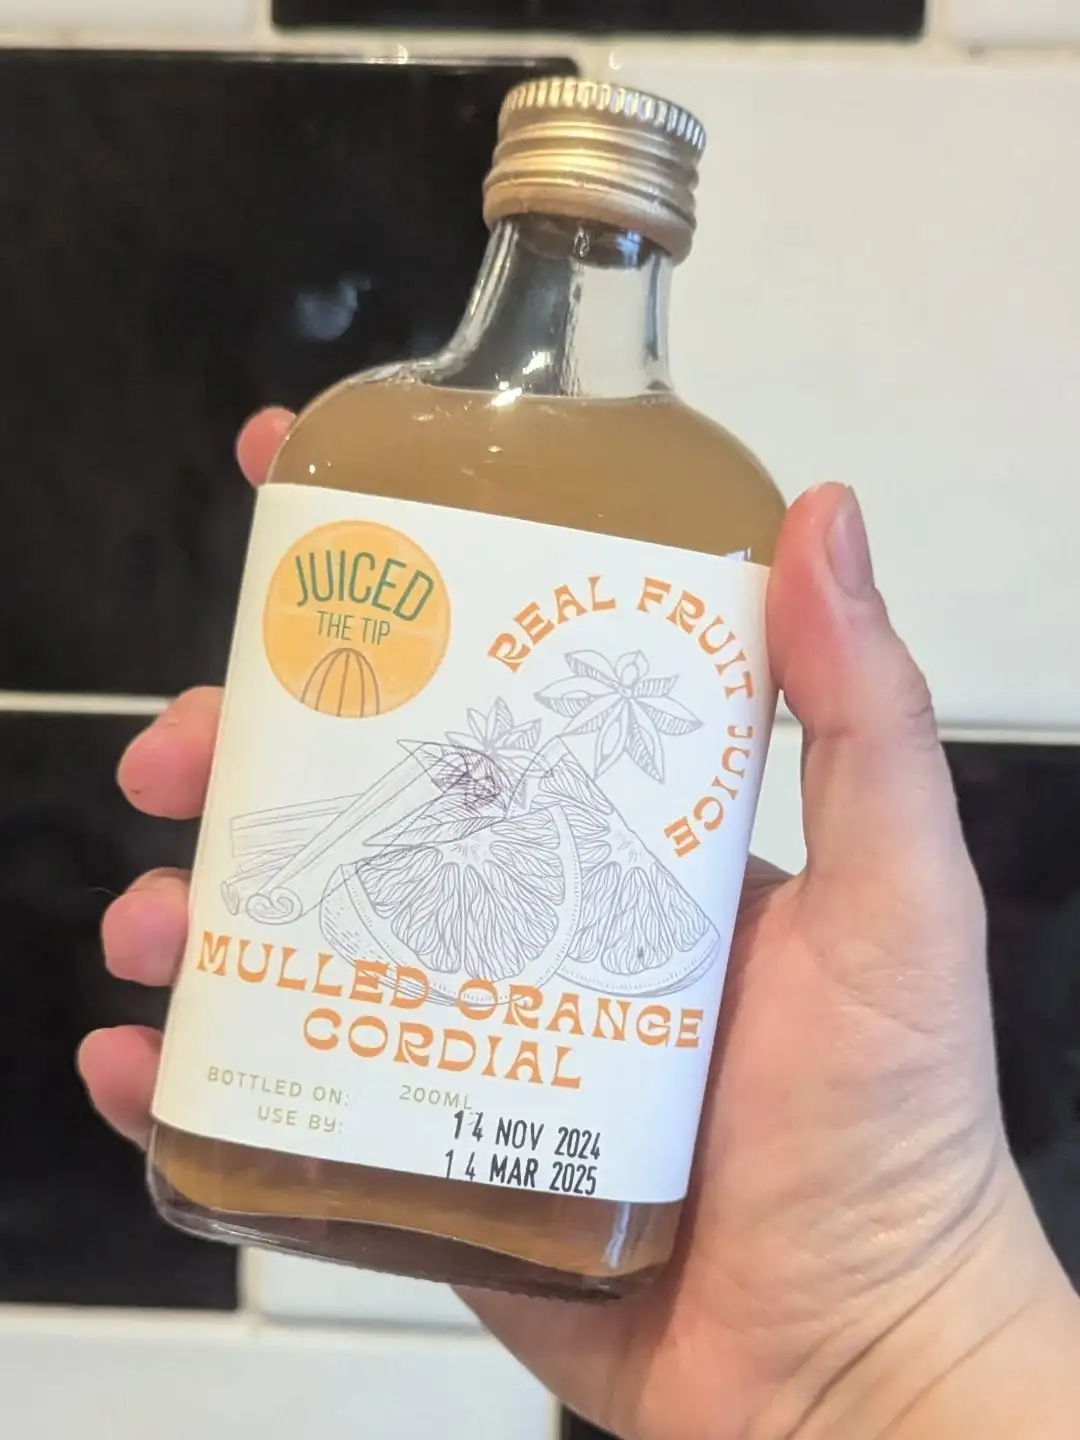 JUICED
THE TIP
REAL FRUIT JUICE
MULLED ORANGE
CORDIAL
BOTTLED ON: 200ML
USE BY:
14 NOV 2024
14 MAR 2025